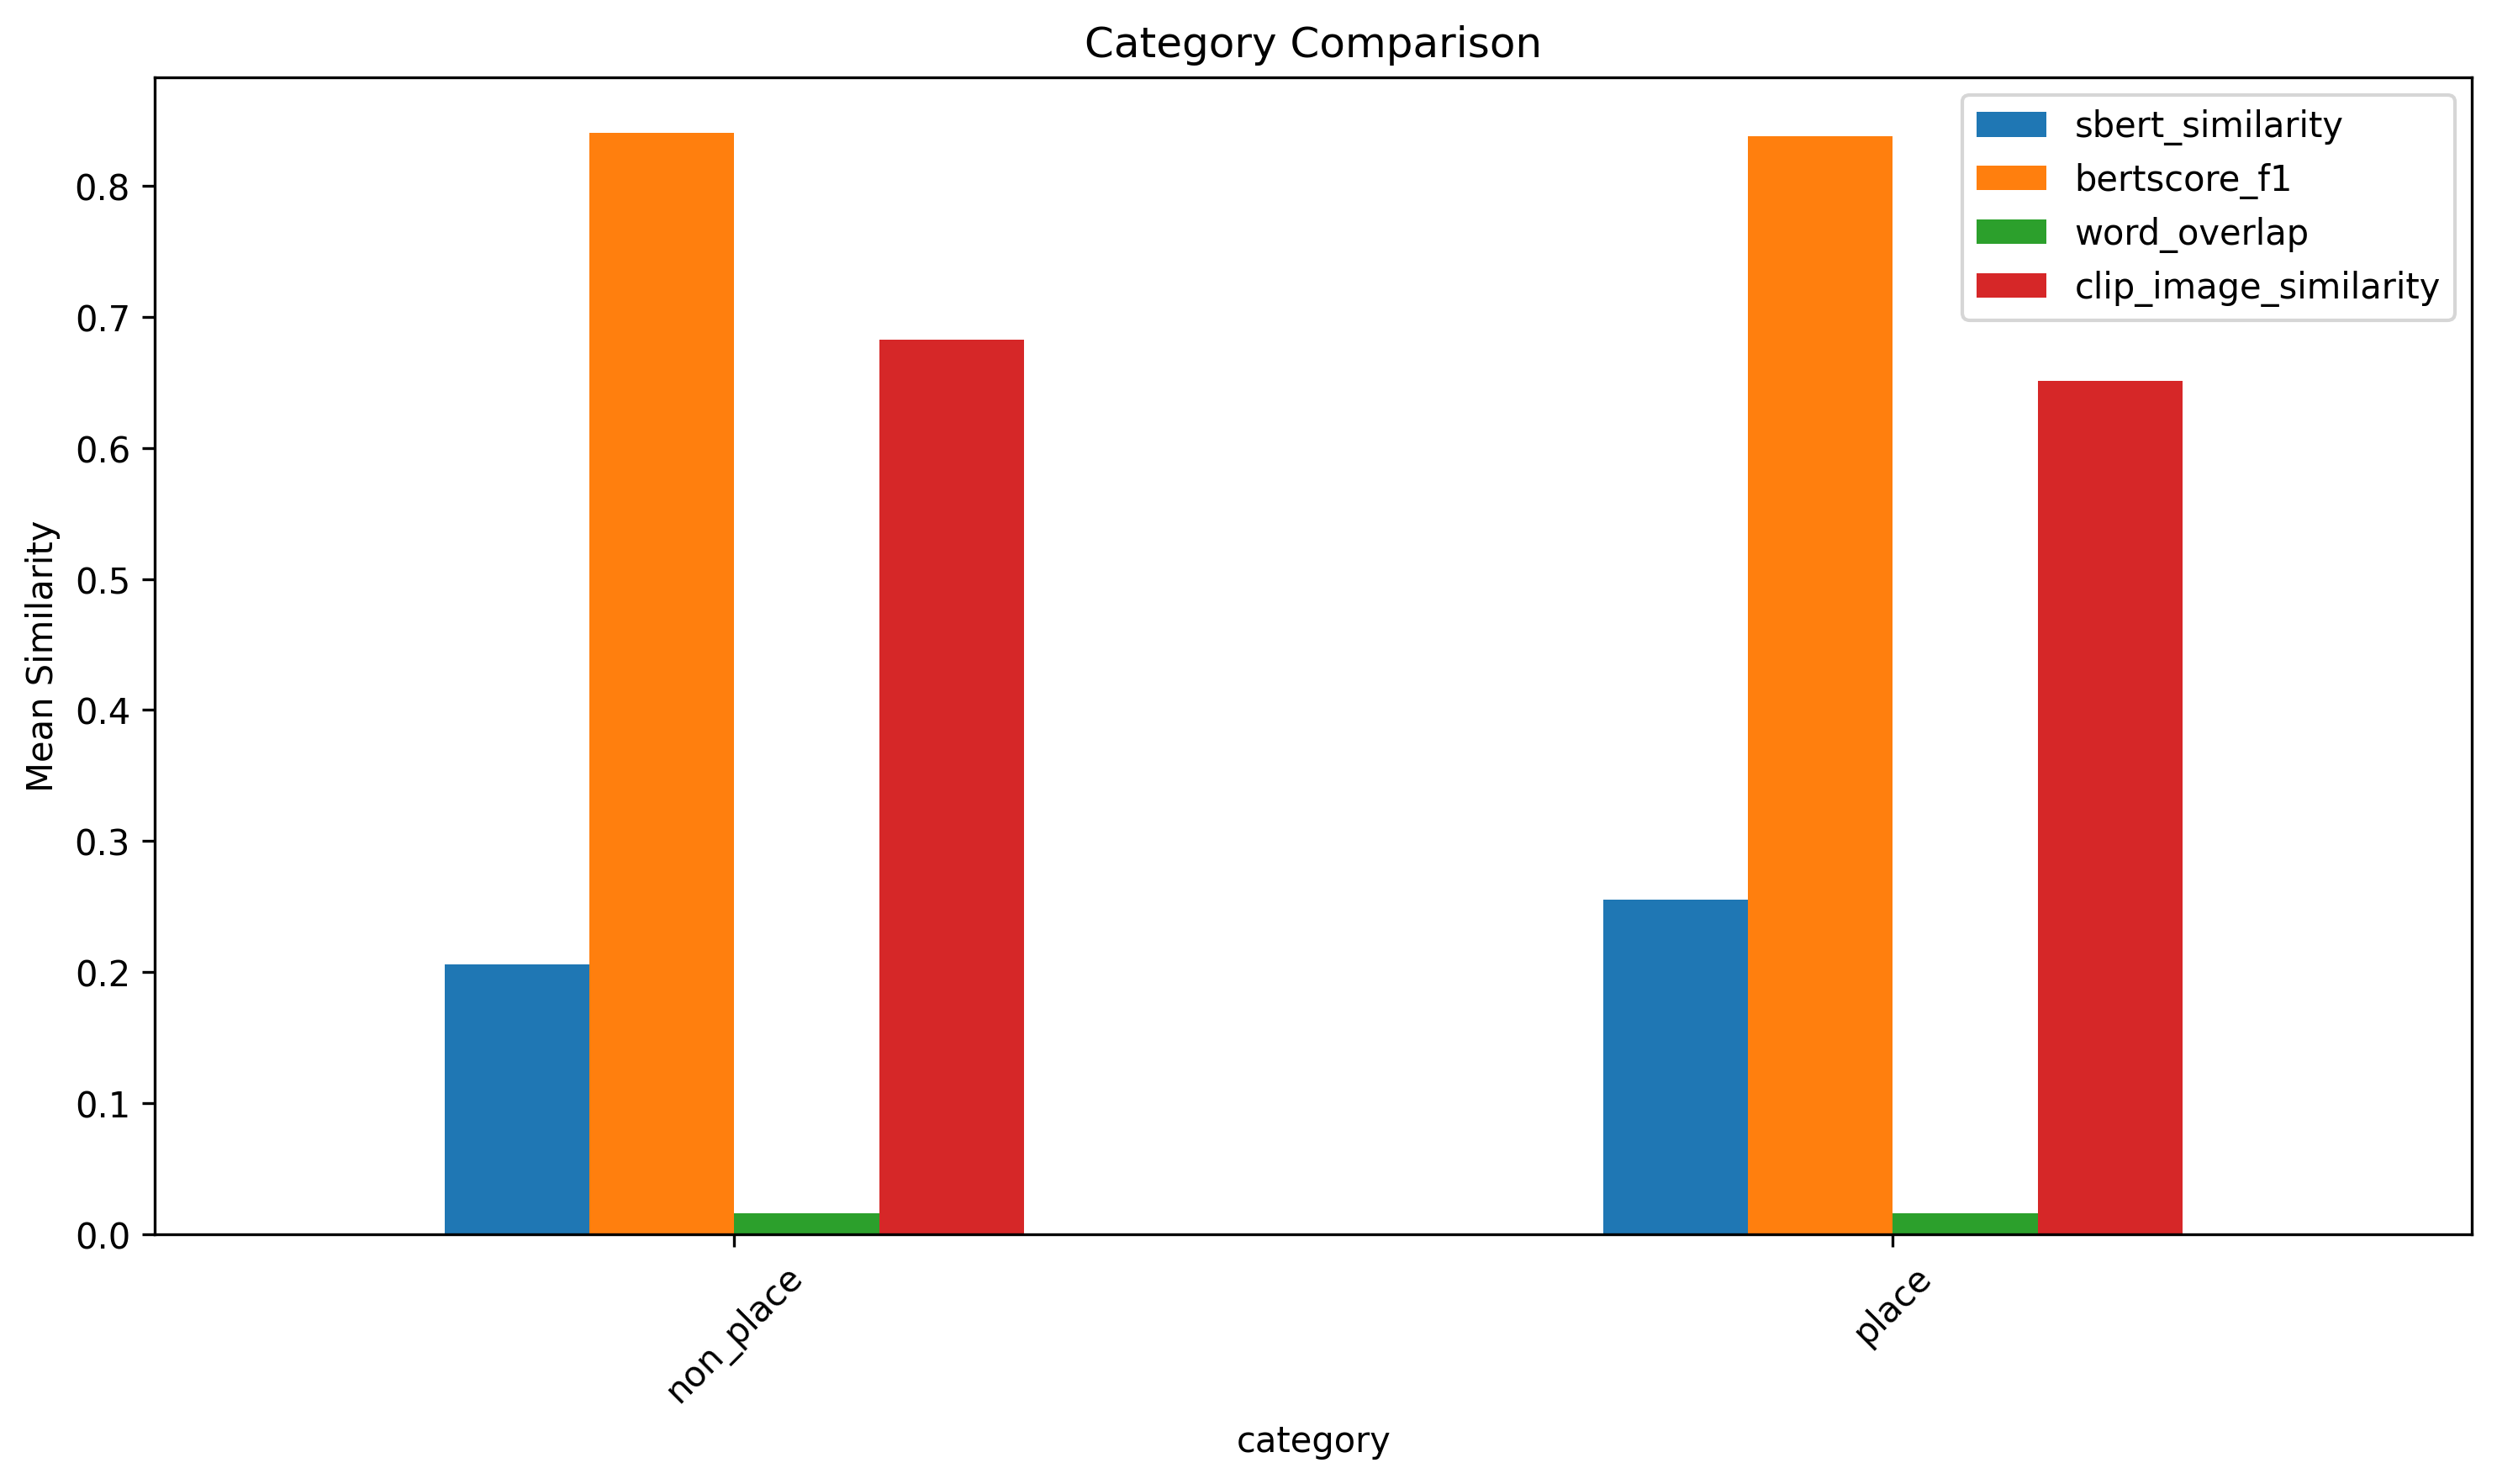 Category Comparison
sbert_similarity
bertscore_f1
word_overlap
clip_image_similarity
Mean Similarity
0.8
0.7
0.6
0.5
0.4
0.3
0.2
0.1
0.0
non_place
place
category